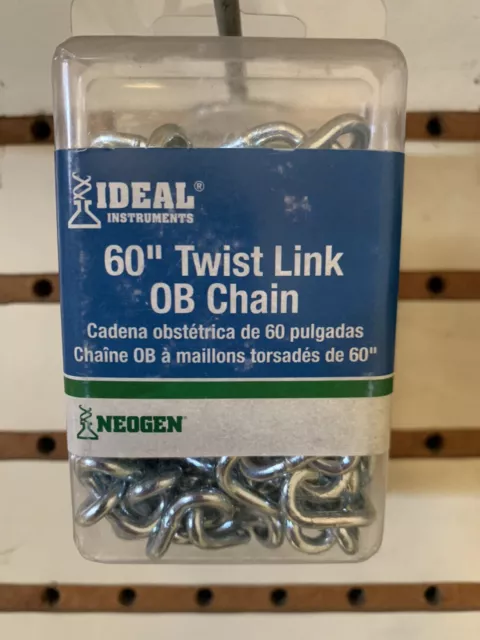 IDEAL®
INSTRUMENTS
60" Twist Link
OB Chain
Cadena obstétrica de 60 pulgadas
Chaîne OB à maillons torsadés de 60"
NEOGEN®